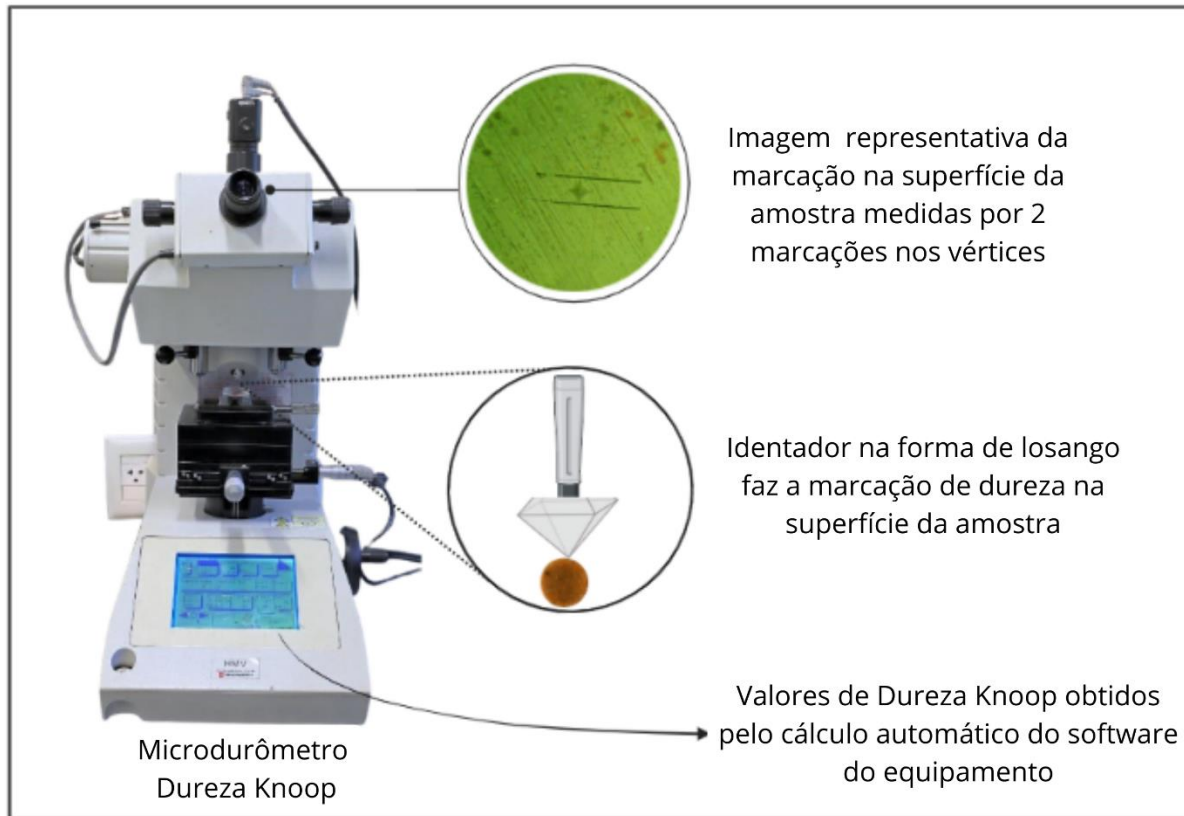 Imagem representativa da
marcação na superfície da
amostra medidas por 2
marcações nos vértices
Identador na forma de losango
faz a marcação de dureza na
superfície da amostra
Valores de Dureza Knoop obtidos
pelo cálculo automático do software
do equipamento
HMV
Microdurômetro
Dureza Knoop